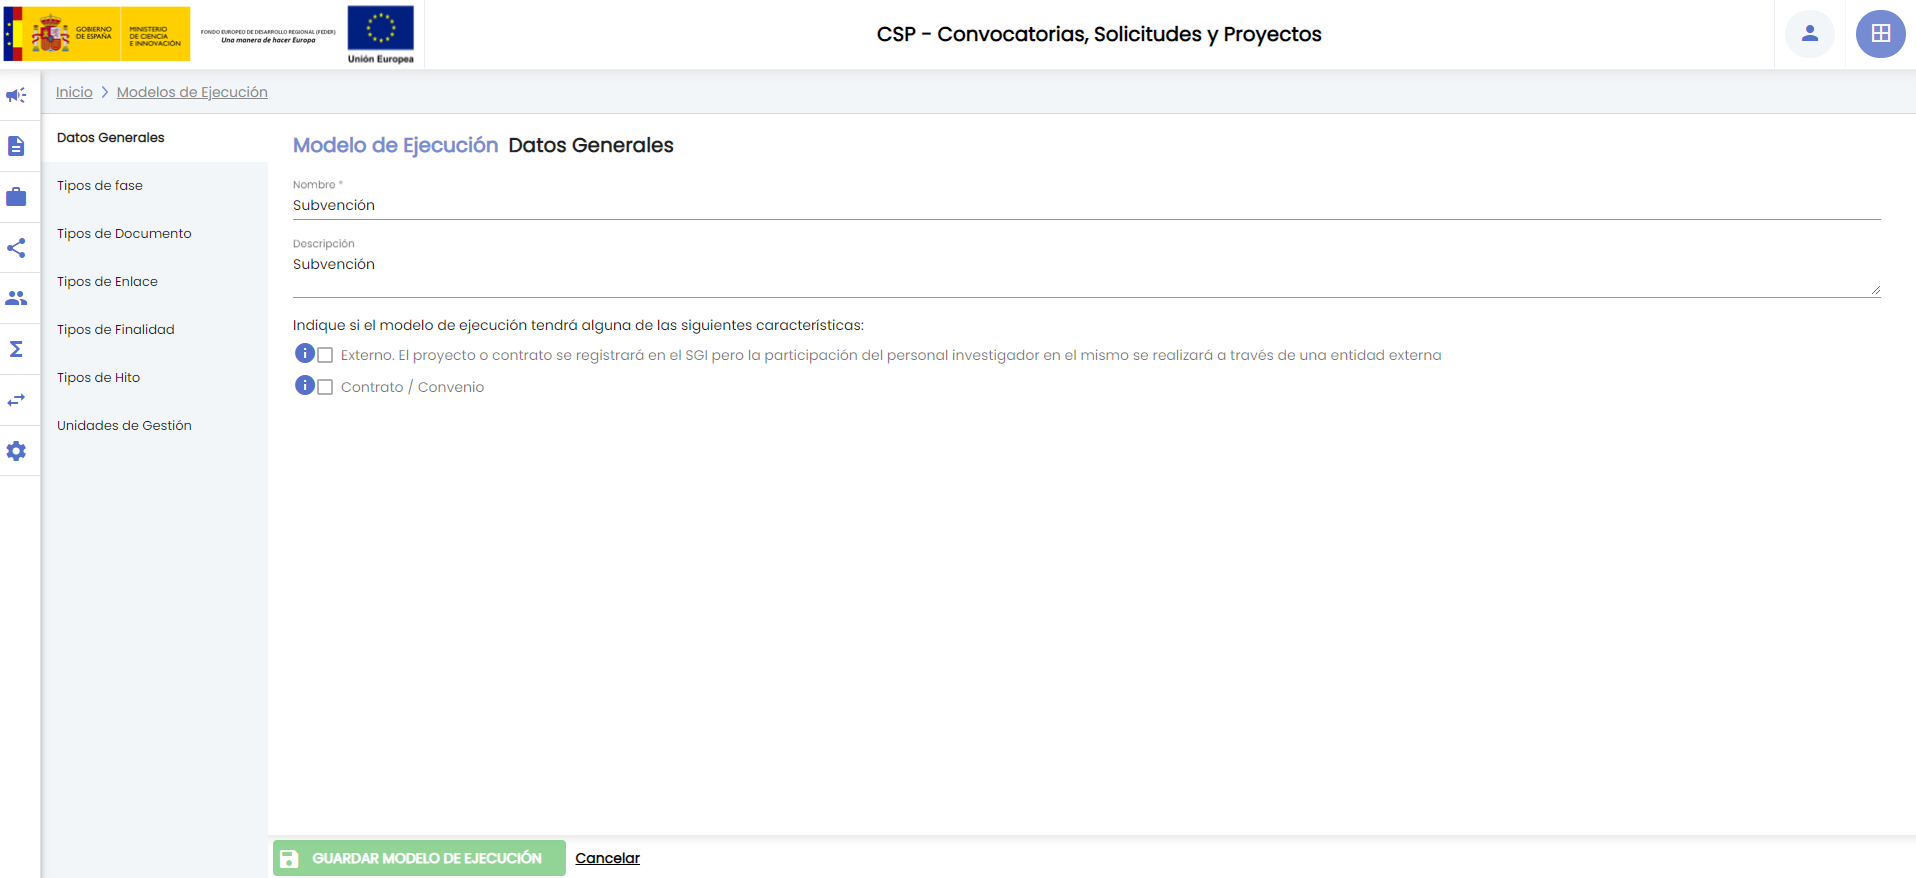 GOBIERNO
DE ESPAÑA
MINISTERIO
DE CIENCIA
E INNOVACIÓN
FONDO EUROPEO DE DESARROLLO REGIONAL (FEDER)
Una manera de hacer Europa
Unión Europea
CSP - Convocatorias, Solicitudes y Proyectos
Inicio
Modelos de Ejecución
Datos Generales
Tipos de fase
Tipos de Documento
Tipos de Enlace
Tipos de Finalidad
Tipos de Hito
Unidades de Gestión
Modelo de Ejecución Datos Generales
Nombre *
Subvención
Descripción
Subvención
Indique si el modelo de ejecución tendrá alguna de las siguientes características:
Externo. El proyecto o contrato se registrará en el SGI pero la participación del personal investigador en el mismo se realizará a través de una entidad externa
Contrato / Convenio
GUARDAR MODELO DE EJECUCIÓN
Cancelar